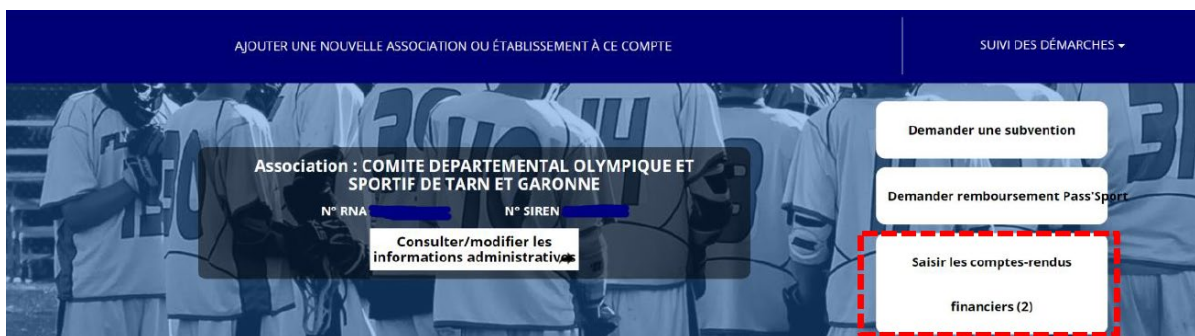 AJOUTER UNE NOUVELLE ASSOCIATION OU ÉTABLISSEMENT À CE COMPTE
SUIVI DES DÉMARCHES
Association : COMITE DEPARTEMENTAL OLYMPIQUE ET
SPORTIF DE TARN ET GARONNE
N° RNA
N° SIREN
Consulter/modifier les
informations administratives
Demander une subvention
Demander remboursement Pass'Sport
Saisir les comptes-rendus
financiers (2)